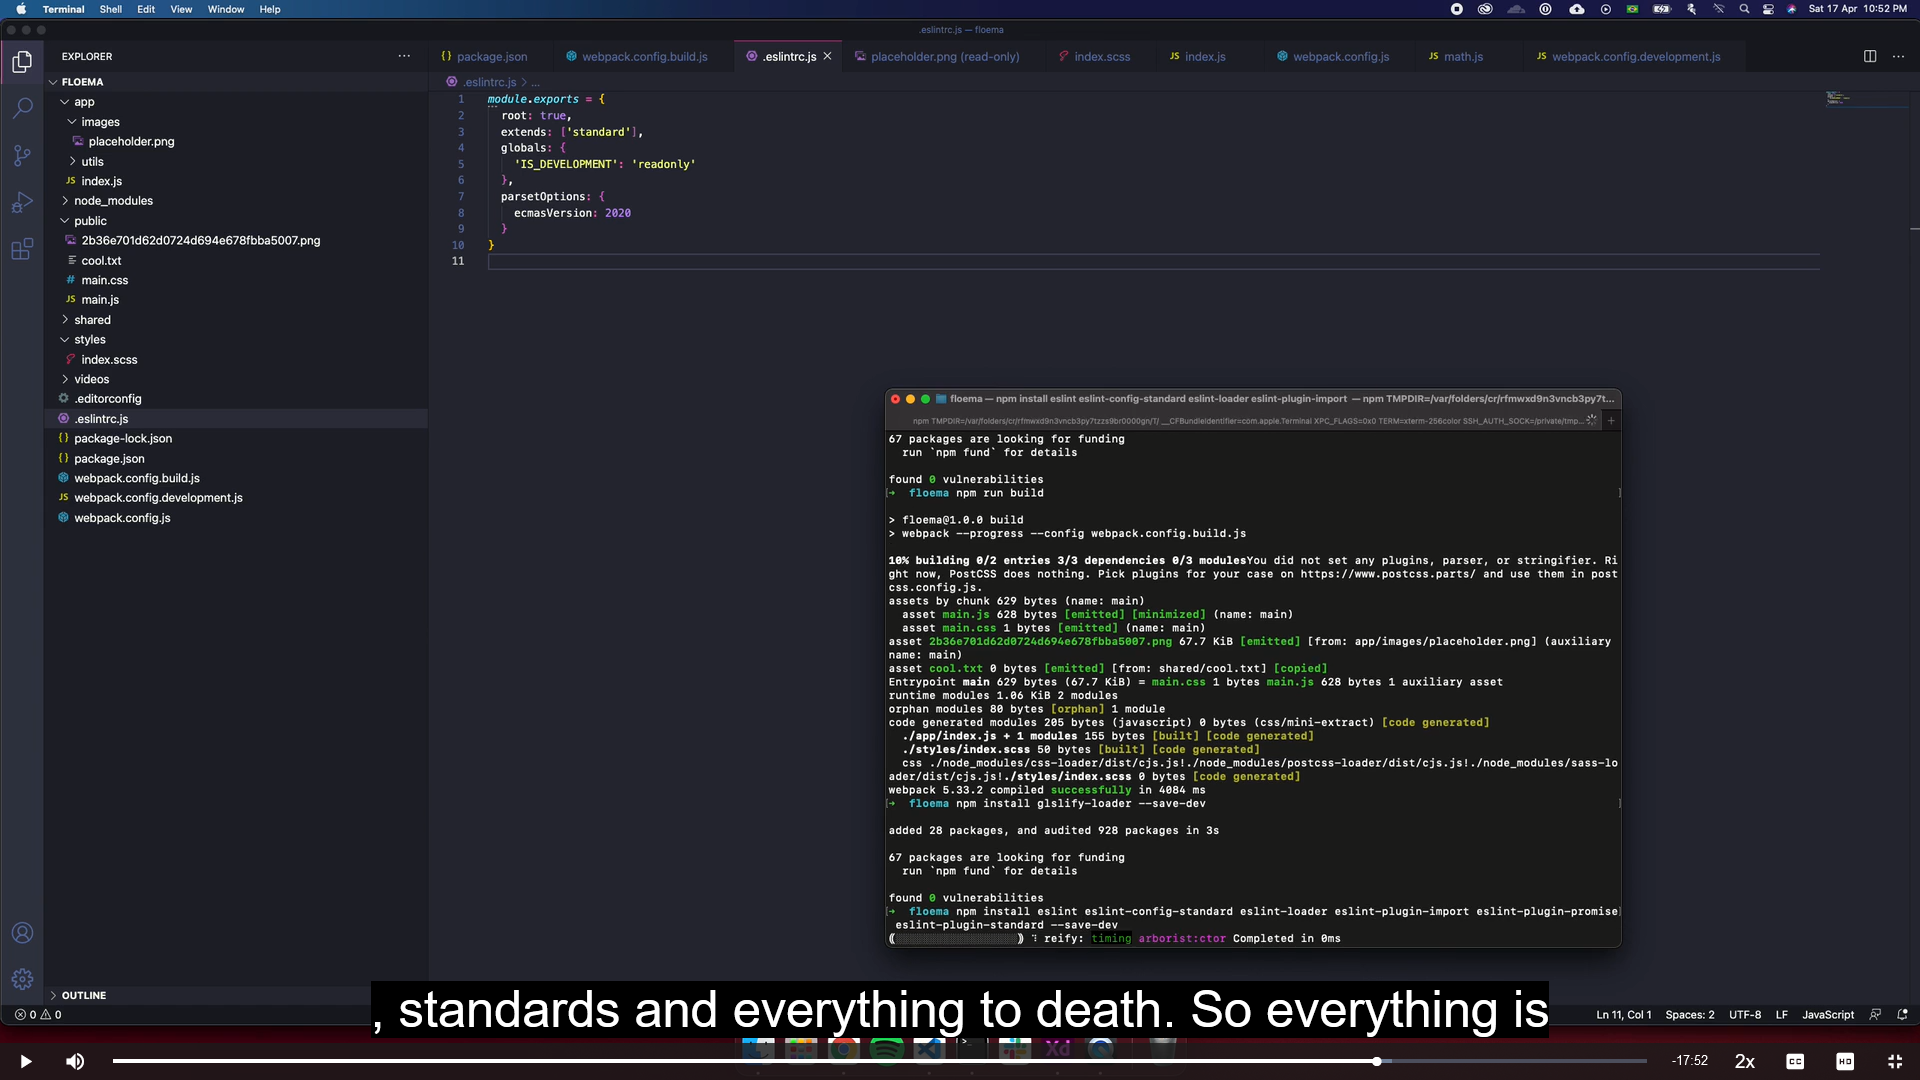 Terminal Shell Edit View Window Help
Sat 17 Apr 10:52 PM
.eslintrc.js — floema
EXPLORER
package.json
webpack.config.build.js
.eslintrc.js
placeholder.png (read-only)
index.scss
index.js
webpack.config.js
math.js
webpack.config.development.js
FLOEMA
app
images
placeholder.png
utils
index.js
node_modules
public
2b36e701d62d0724d694e678fbba5007.png
cool.txt
main.css
main.js
shared
styles
index.scss
videos
.editorconfig
.eslintrc.js
package-lock.json
package.json
webpack.config.build.js
webpack.config.development.js
webpack.config.js
OUTLINE
0 0
.eslintrc.js > ...
1 module.exports = {
2 root: true,
3 extends: ['standard'],
4 globals: {
5 'IS_DEVELOPMENT': 'readonly'
6 },
7 parsetOptions: {
8 ecmasVersion: 2020
9 }
10 }
11
floema — npm install eslint eslint-config-standard eslint-loader eslint-plugin-import — npm TMPDIR=/var/folders/cr/rfmwxd9n3vncb3py7t...
npm TMPDIR=/var/folders/cr/rfmwxd9n3vncb3py7tzzs9br0000gn/T/ __CFBundleIdentifier=com.apple.Terminal XPC_FLAGS=0x0 TERM=xterm-256color SSH_AUTH_SOCK=/private/tmp...
67 packages are looking for funding
run `npm fund` for details
found 0 vulnerabilities
[➜ floema npm run build ]
> floema@1.0.0 build
> webpack --progress --config webpack.config.build.js
10% building 0/2 entries 3/3 dependencies 0/3 modulesYou did not set any plugins, parser, or stringifier. Ri
ght now, PostCSS does nothing. Pick plugins for your case on https://www.postcss.parts/ and use them in post
css.config.js.
assets by chunk 629 bytes (name: main)
asset main.js 628 bytes [emitted] [minimized] (name: main)
asset main.css 1 bytes [emitted] (name: main)
asset 2b36e701d62d0724d694e678fbba5007.png 67.7 KiB [emitted] [from: app/images/placeholder.png] (auxiliary
name: main)
asset cool.txt 0 bytes [emitted] [from: shared/cool.txt] [copied]
Entrypoint main 629 bytes (67.7 KiB) = main.css 1 bytes main.js 628 bytes 1 auxiliary asset
runtime modules 1.06 KiB 2 modules
orphan modules 80 bytes [orphan] 1 module
code generated modules 205 bytes (javascript) 0 bytes (css/mini-extract) [code generated]
./app/index.js + 1 modules 155 bytes [built] [code generated]
./styles/index.scss 50 bytes [built] [code generated]
css ./node_modules/css-loader/dist/cjs.js!./node_modules/postcss-loader/dist/cjs.js!./node_modules/sass-lo
ader/dist/cjs.js!./styles/index.scss 0 bytes [code generated]
webpack 5.33.2 compiled successfully in 4084 ms
[➜ floema npm install glslify-loader --save-dev ]
added 28 packages, and audited 928 packages in 3s
67 packages are looking for funding
run `npm fund` for details
found 0 vulnerabilities
[➜ floema npm install eslint eslint-config-standard eslint-loader eslint-plugin-import eslint-plugin-promise]
eslint-plugin-standard --save-dev
reify: timing arborist:ctor Completed in 0ms
, standards and everything to death. So everything is
Ln 11, Col 1 Spaces: 2 UTF-8 LF JavaScript
Xd
-17:52 2x CC HD